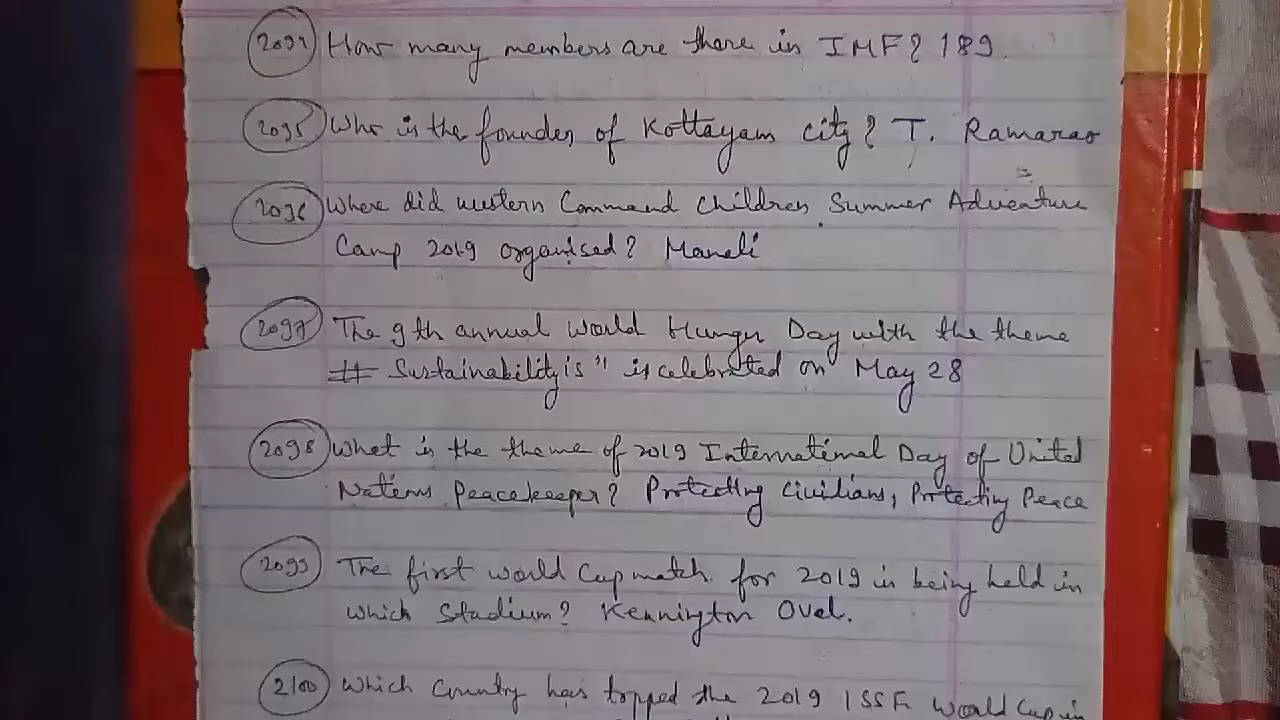 2094 How many members are there in IMF? 189.
2095 Who is the founder of Kottayam city? T. Ramarao
2096 Where did western Command children Summer Adventure
Camp 2019 organised? Manali
2097 The 9th annual World Hunger Day with the theme
# Sustainability is " is celebrated on May 28
2098 What is the theme of 2019 International Day of United
Nations Peacekeeper? Protecting Civilians, Protecting Peace
2099 The first world Cup match for 2019 is being held in
which Stadium? Kennington Oval.
2100 Which Country has topped the 2019 ISSF World Cup in